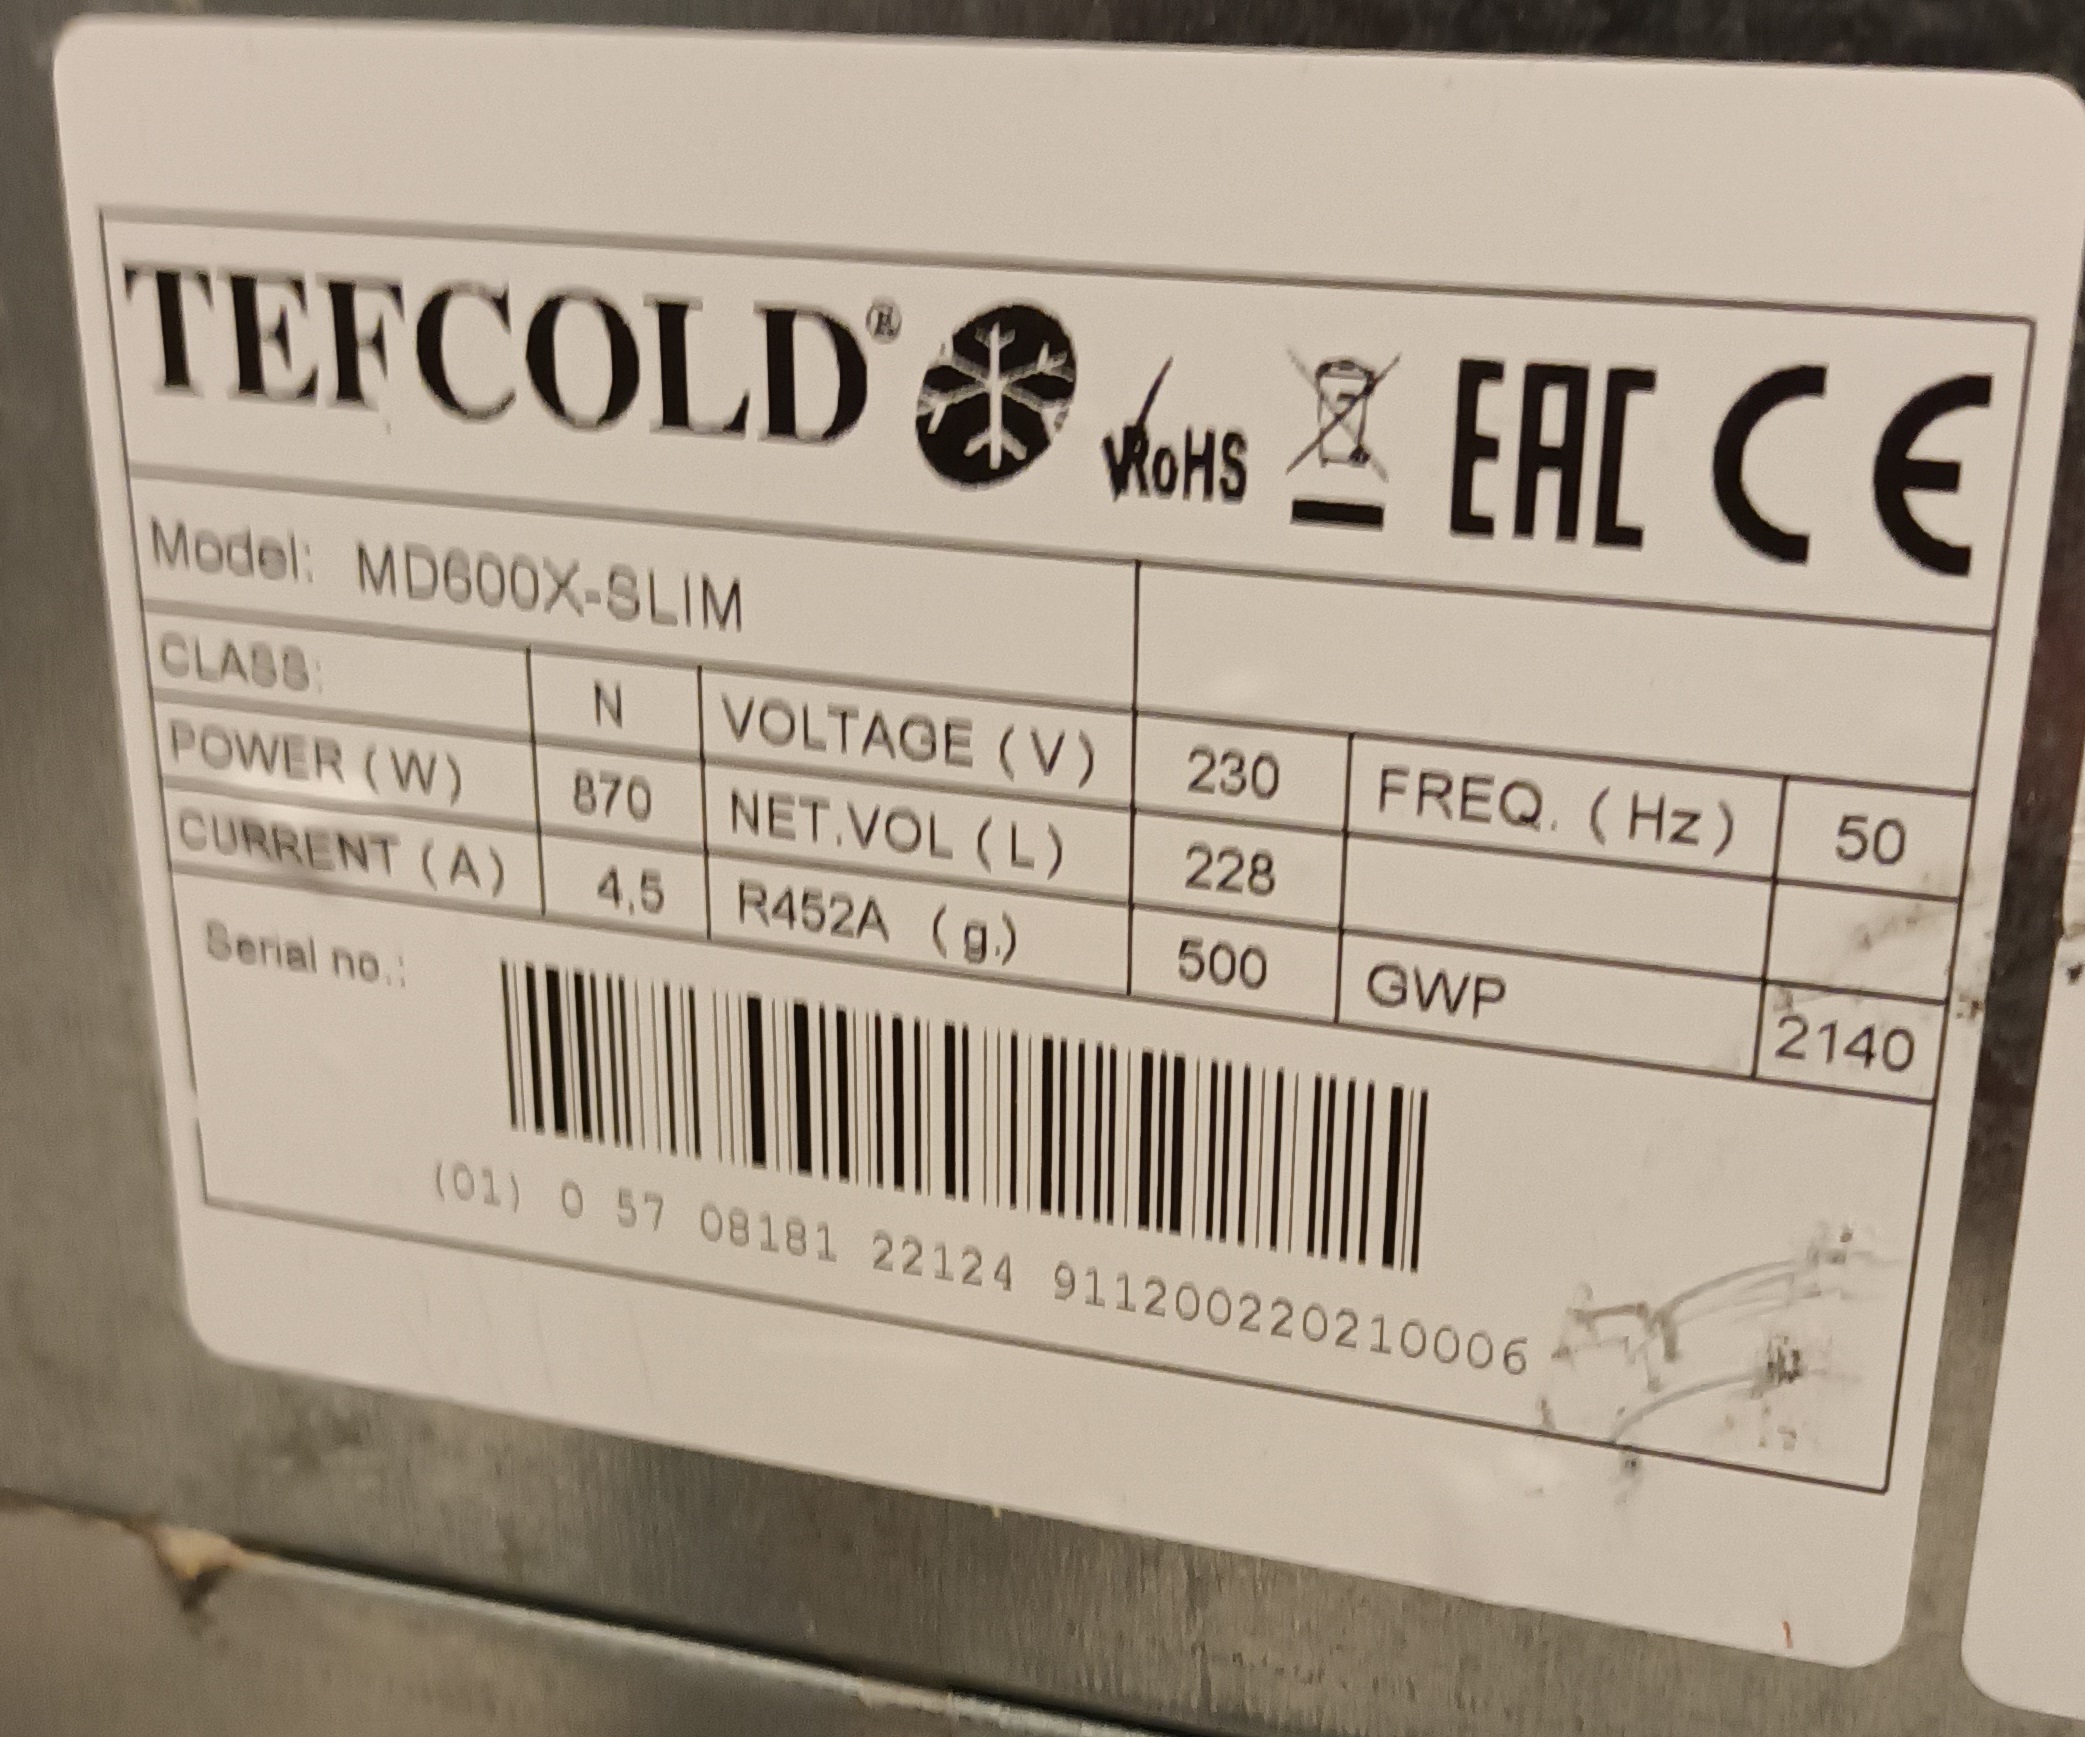 TEFCOLD® RoHS EAC CE
Model: MD600X-SLIM
CLASS: N VOLTAGE (V) 230 FREQ. (Hz) 50
POWER (W) 870 NET.VOL (L) 228
CURRENT (A) 4,5 R452A (g.) 500 GWP 2140
Serial no.:
(01) 0 57 08181 22124 911200220210006